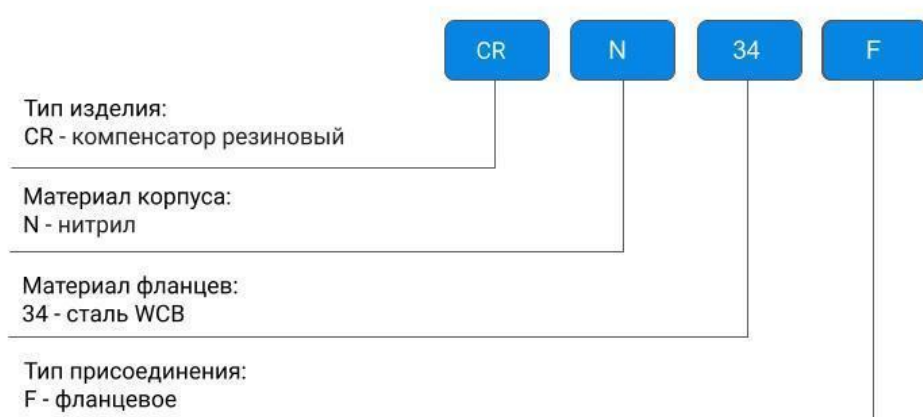 CR N 34 F
Тип изделия:
CR - компенсатор резиновый
Материал корпуса:
N - нитрил
Материал фланцев:
34 - сталь WCB
Тип присоединения:
F - фланцевое